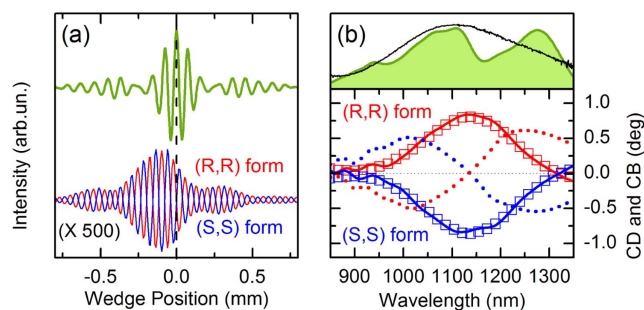 (a)
(R,R) form
(S,S) form
(X 500)
Intensity (arb.un.)
-0.5 0.0 0.5
Wedge Position (mm)
(b)
(R,R) form
(S,S) form
1.0
0.5
0.0
-0.5
-1.0
CD and CB (deg)
900 1000 1100 1200 1300
Wavelength (nm)